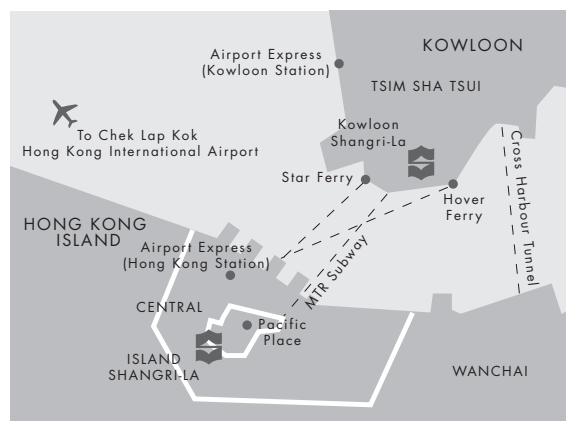 KOWLOON
Airport Express
(Kowloon Station)
TSIM SHA TSUI
To Chek Lap Kok
Hong Kong International Airport
Kowloon
Shangri-La
Cross Harbour Tunnel
Star Ferry
Hover
Ferry
HONG KONG
ISLAND
Airport Express
(Hong Kong Station)
MTR Subway
CENTRAL
Pacific
Place
ISLAND
SHANGRI-LA
WANCHAI